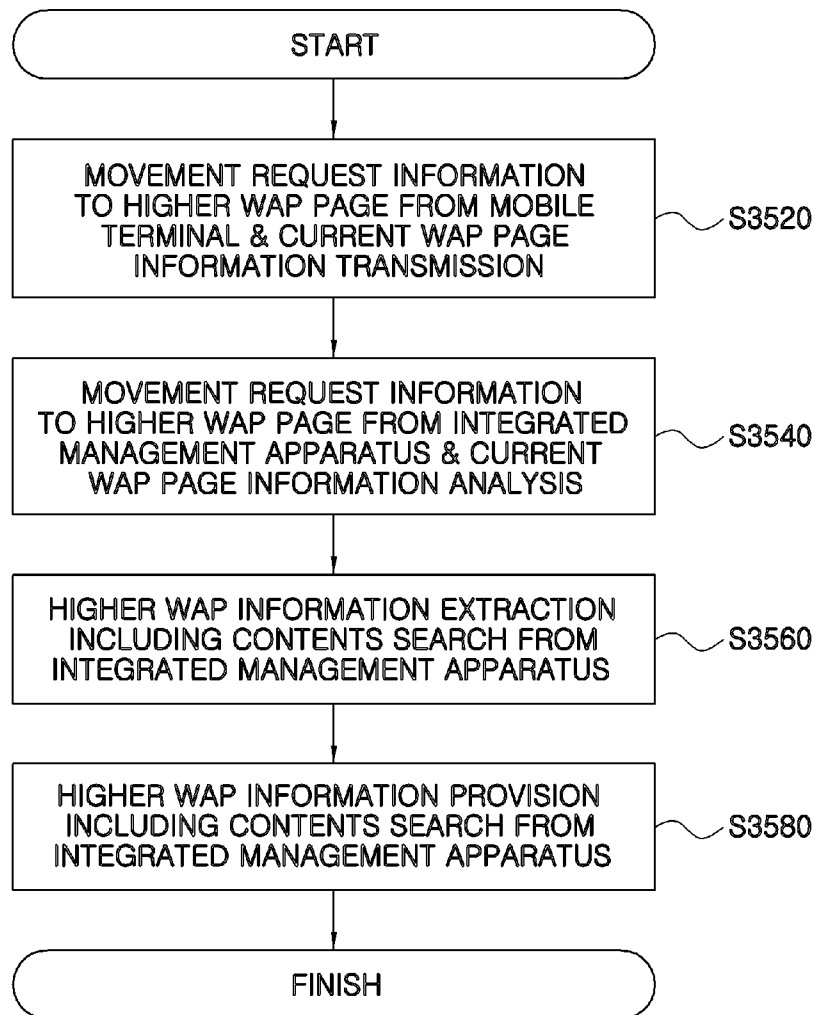 START
MOVEMENT REQUEST INFORMATION
TO HIGHER WAP PAGE FROM MOBILE
TERMINAL & CURRENT WAP PAGE
INFORMATION TRANSMISSION
S3520
MOVEMENT REQUEST INFORMATION
TO HIGHER WAP PAGE FROM INTEGRATED
MANAGEMENT APPARATUS & CURRENT
WAP PAGE INFORMATION ANALYSIS
S3540
HIGHER WAP INFORMATION EXTRACTION
INCLUDING CONTENTS SEARCH FROM
INTEGRATED MANAGEMENT APPARATUS
S3560
HIGHER WAP INFORMATION PROVISION
INCLUDING CONTENTS SEARCH FROM
INTEGRATED MANAGEMENT APPARATUS
S3580
FINISH